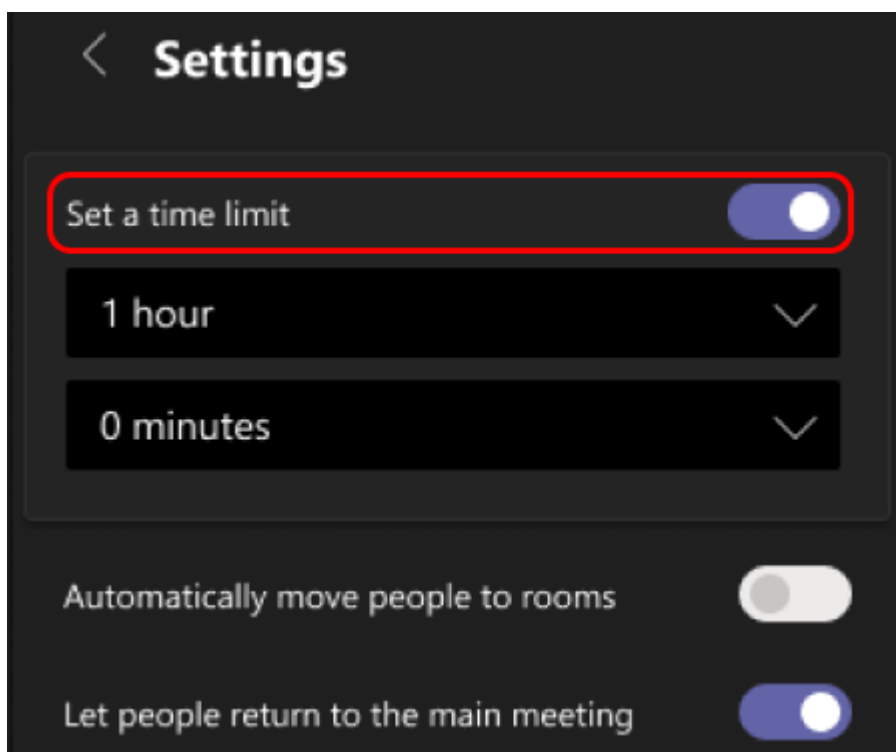 Settings
Set a time limit
1 hour
0 minutes
Automatically move people to rooms
Let people return to the main meeting